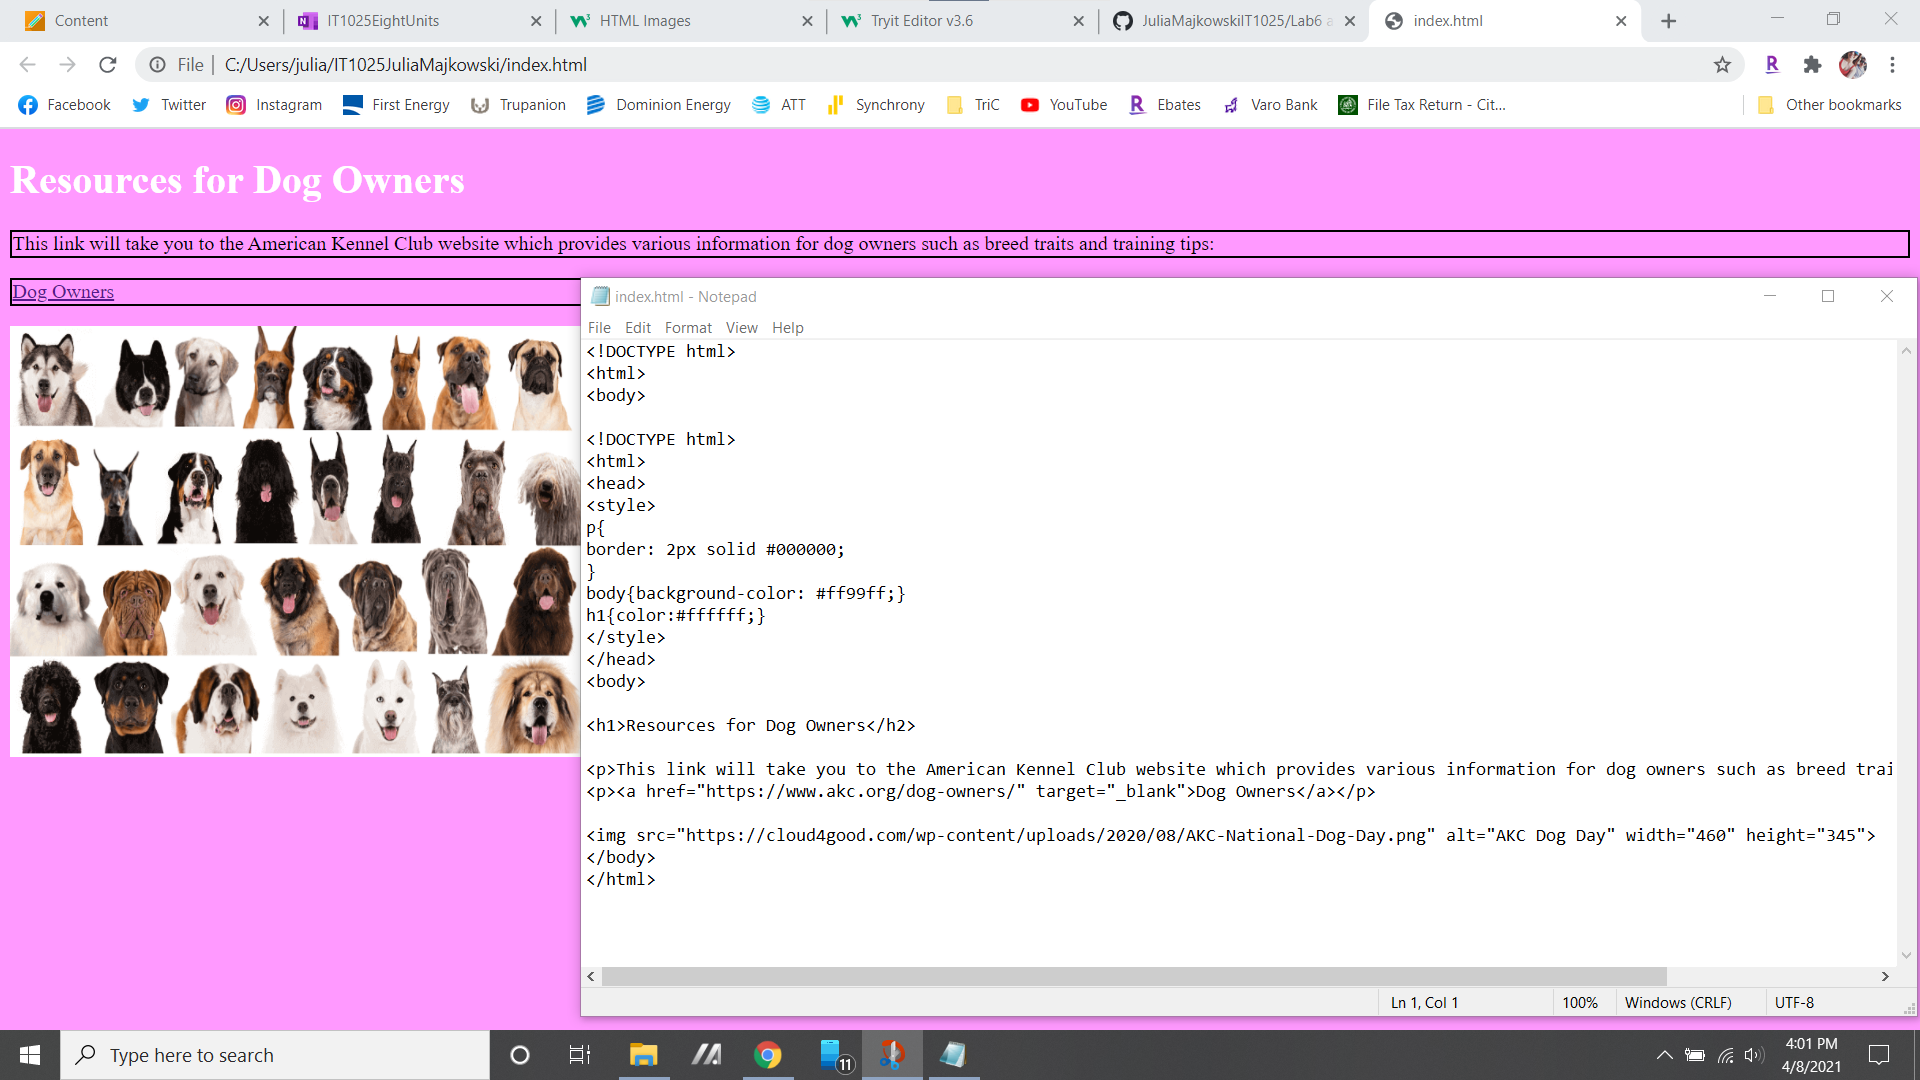 Content
IT1025EightUnits
HTML Images
Tryit Editor v3.6
JuliaMajkowskiIT1025/Lab6 a
index.html
File | C:/Users/julia/IT1025JuliaMajkowski/index.html
Facebook Twitter Instagram First Energy Trupanion Dominion Energy ATT Synchrony TriC YouTube Ebates Varo Bank File Tax Return - Cit... Other bookmarks
Resources for Dog Owners
This link will take you to the American Kennel Club website which provides various information for dog owners such as breed traits and training tips:
Dog Owners
index.html - Notepad
File Edit Format View Help
<!DOCTYPE html>
<html>
<body>
<!DOCTYPE html>
<html>
<head>
<style>
p{
border: 2px solid #000000;
}
body{background-color: #ff99ff;}
h1{color:#ffffff;}
</style>
</head>
<body>
<h1>Resources for Dog Owners</h2>
<p>This link will take you to the American Kennel Club website which provides various information for dog owners such as breed trai
<p><a href="https://www.akc.org/dog-owners/" target="_blank">Dog Owners</a></p>
<img src="https://cloud4good.com/wp-content/uploads/2020/08/AKC-National-Dog-Day.png" alt="AKC Dog Day" width="460" height="345">
</body>
</html>
Ln 1, Col 1 100% Windows (CRLF) UTF-8
Type here to search
11
4:01 PM
4/8/2021